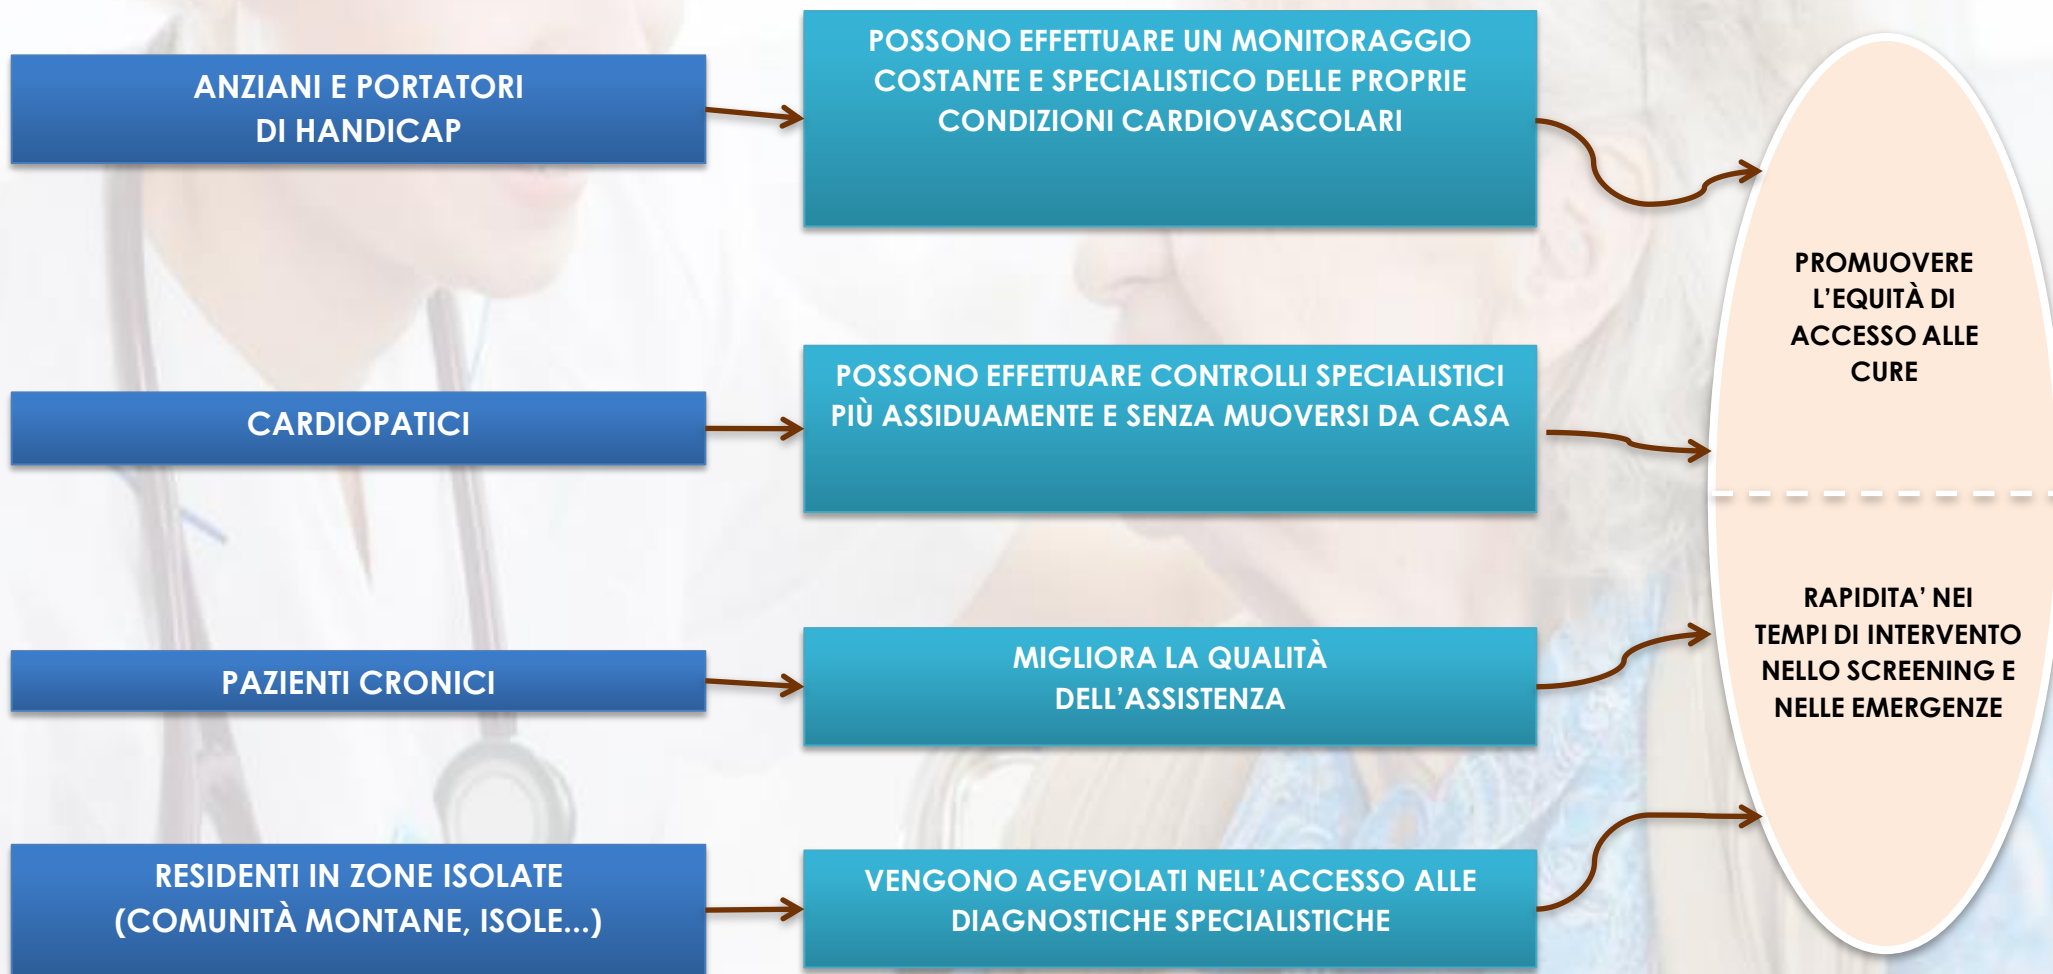 ANZIANI E PORTATORI
DI HANDICAP
POSSONO EFFETTUARE UN MONITORAGGIO
COSTANTE E SPECIALISTICO DELLE PROPRIE
CONDIZIONI CARDIOVASCOLARI
CARDIOPATICI
POSSONO EFFETTUARE CONTROLLI SPECIALISTICI
PIÙ ASSIDUAMENTE E SENZA MUOVERSI DA CASA
PAZIENTI CRONICI
MIGLIORA LA QUALITÀ
DELL’ASSISTENZA
RESIDENTI IN ZONE ISOLATE
(COMUNITÀ MONTANE, ISOLE...)
VENGONO AGEVOLATI NELL’ACCESSO ALLE
DIAGNOSTICHE SPECIALISTICHE
PROMUOVERE
L’EQUITÀ DI
ACCESSO ALLE
CURE
RAPIDITA’ NEI
TEMPI DI INTERVENTO
NELLO SCREENING E
NELLE EMERGENZE